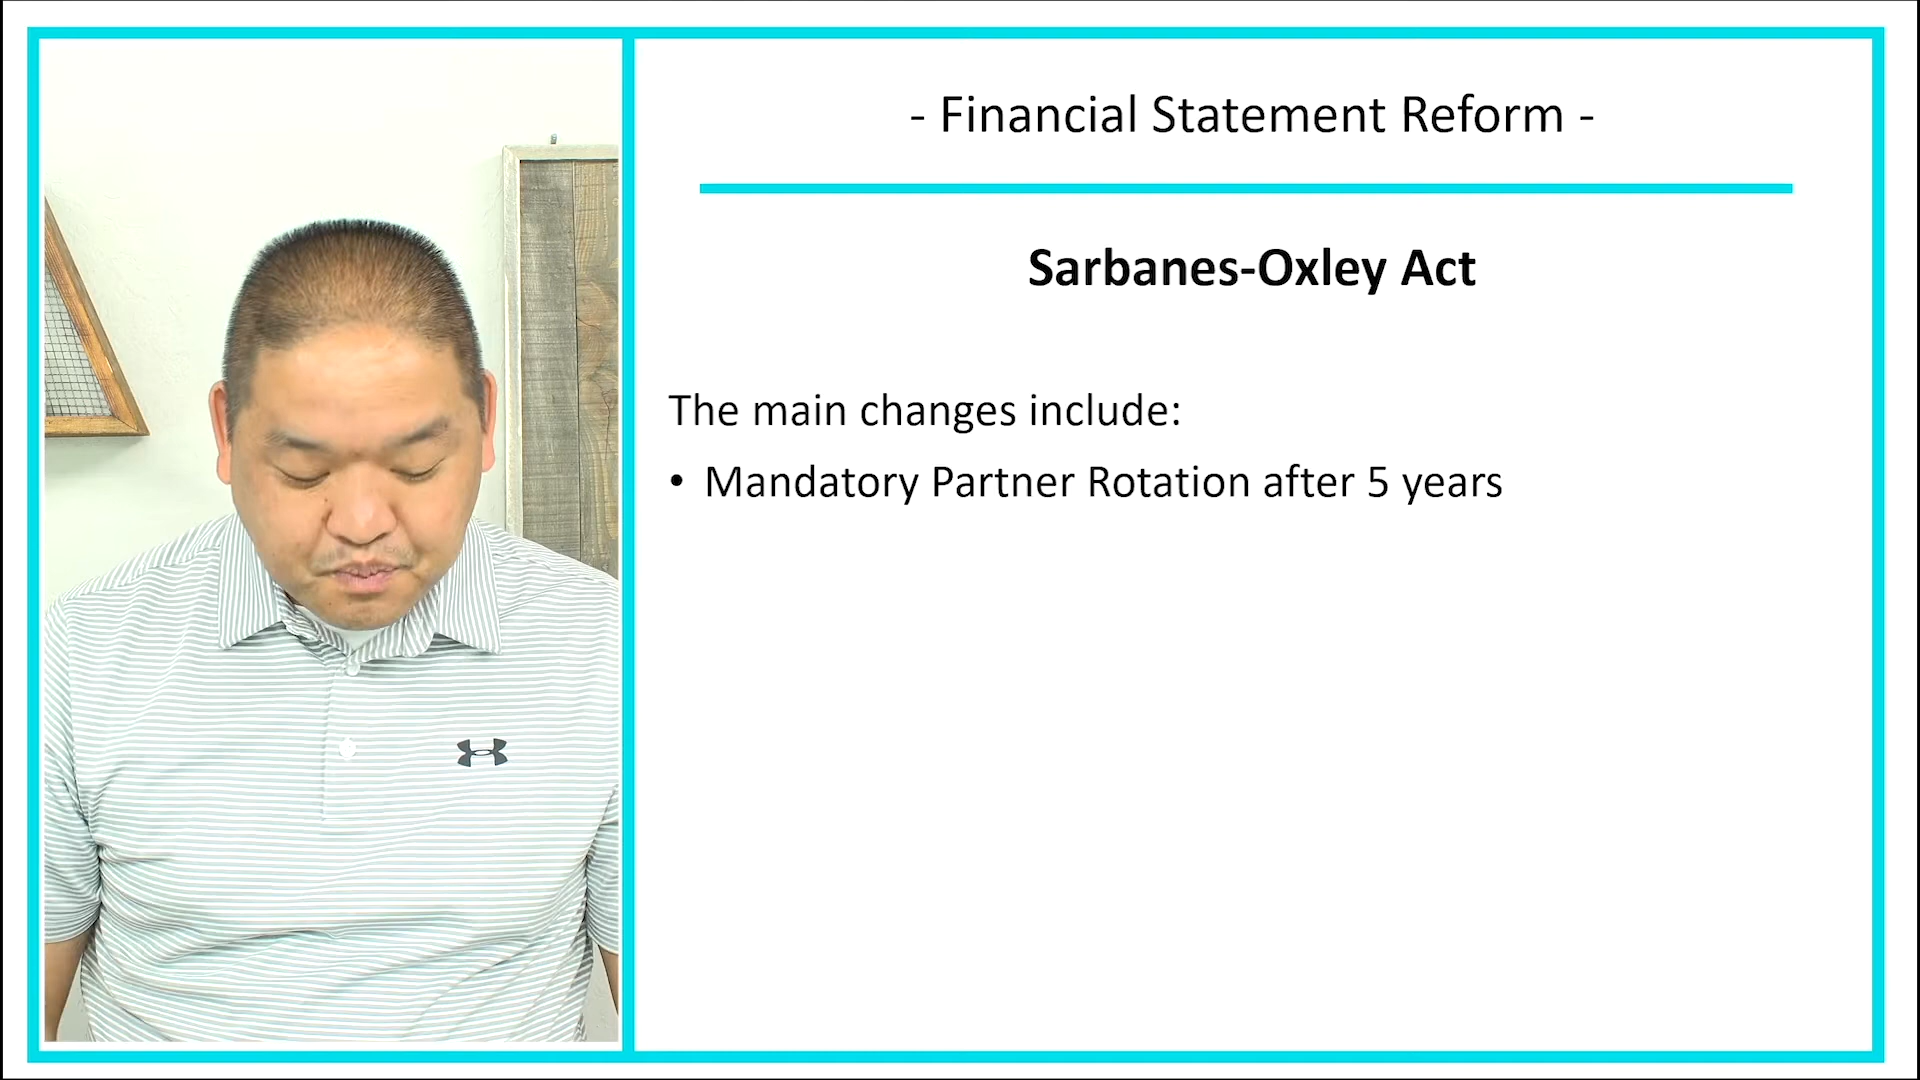 - Financial Statement Reform -
Sarbanes-Oxley Act
The main changes include:
• Mandatory Partner Rotation after 5 years